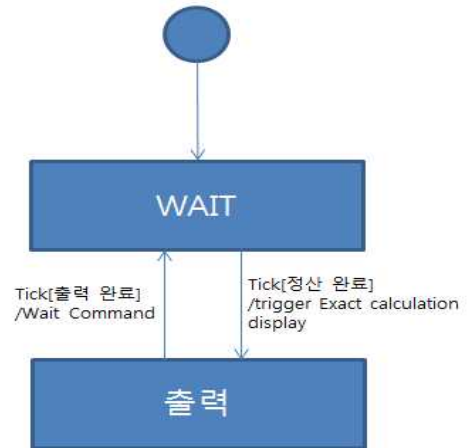 WAIT
Tick[출력 완료]
/Wait Command
Tick[정산 완료]
/trigger Exact calculation
display
출력